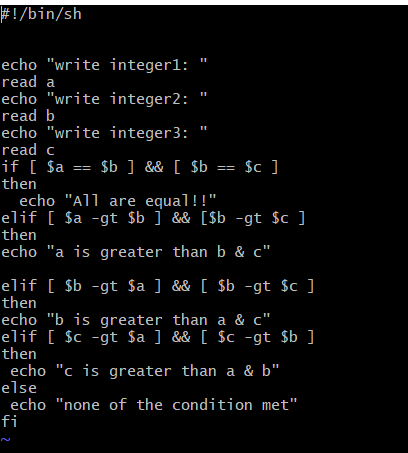 #!/bin/sh
echo "write integer1: "
read a
echo "write integer2: "
read b
echo "write integer3: "
read c
if [ $a == $b ] && [ $b == $c ]
then
  echo "All are equal!!"
elif [ $a -gt $b ] && [$b -gt $c ]
then
echo "a is greater than b & c"
elif [ $b -gt $a ] && [ $b -gt $c ]
then
echo "b is greater than a & c"
elif [ $c -gt $a ] && [ $c -gt $b ]
then
 echo "c is greater than a & b"
else
 echo "none of the condition met"
fi
~